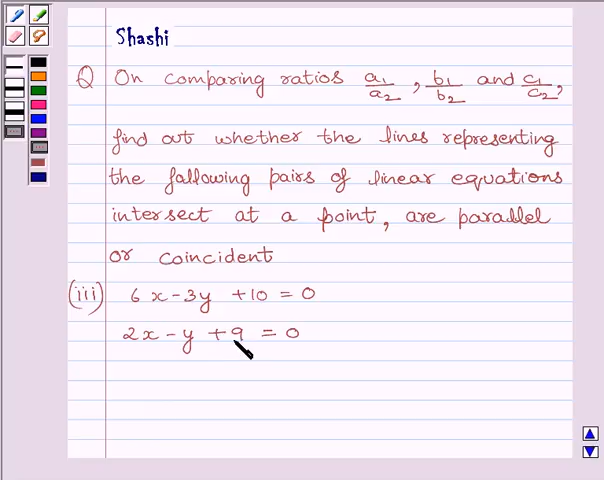 Shashi
Q On comparing ratios a1/a2, b1/b2 and c1/c2,
find out whether the lines representing
the following pairs of linear equations
intersect at a point, are parallel
or coincident
(iii) 6x-3y +10 = 0
2x-y +9 = 0